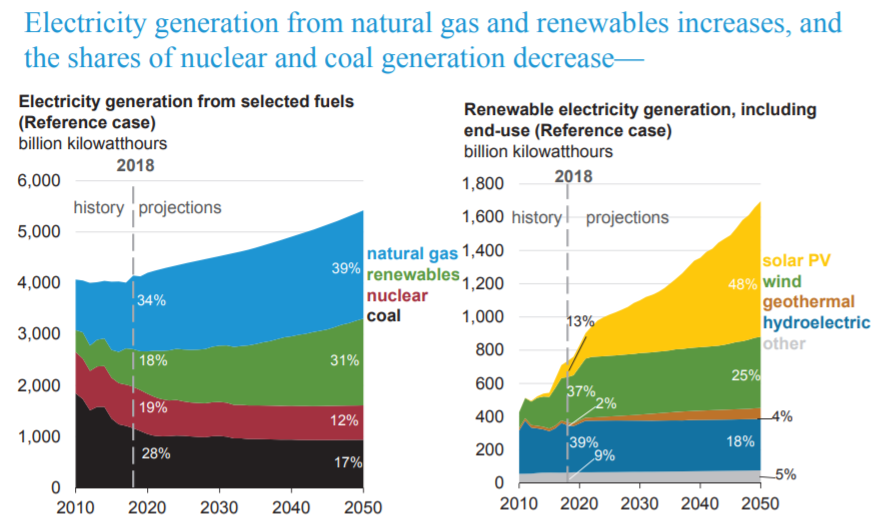 Electricity generation from natural gas and renewables increases, and
the shares of nuclear and coal generation decrease—
Electricity generation from selected fuels
(Reference case)
billion kilowatthours
2018
6,000
history
projections
5,000
natural gas
39%
renewables
4,000
34%
nuclear
coal
3,000
18%
31%
2,000
19%
12%
1,000
28%
17%
0
2010
2020
2030
2040
2050
Renewable electricity generation, including
end-use (Reference case)
billion kilowatthours
2018
1,800
1,600
history
projections
1,400
solar PV
1,200
wind
48%
geothermal
1,000
13%
hydroelectric
other
800
600
37%
25%
2%
400
4%
39%
18%
200
9%
5%
0
2010
2020
2030
2040
2050